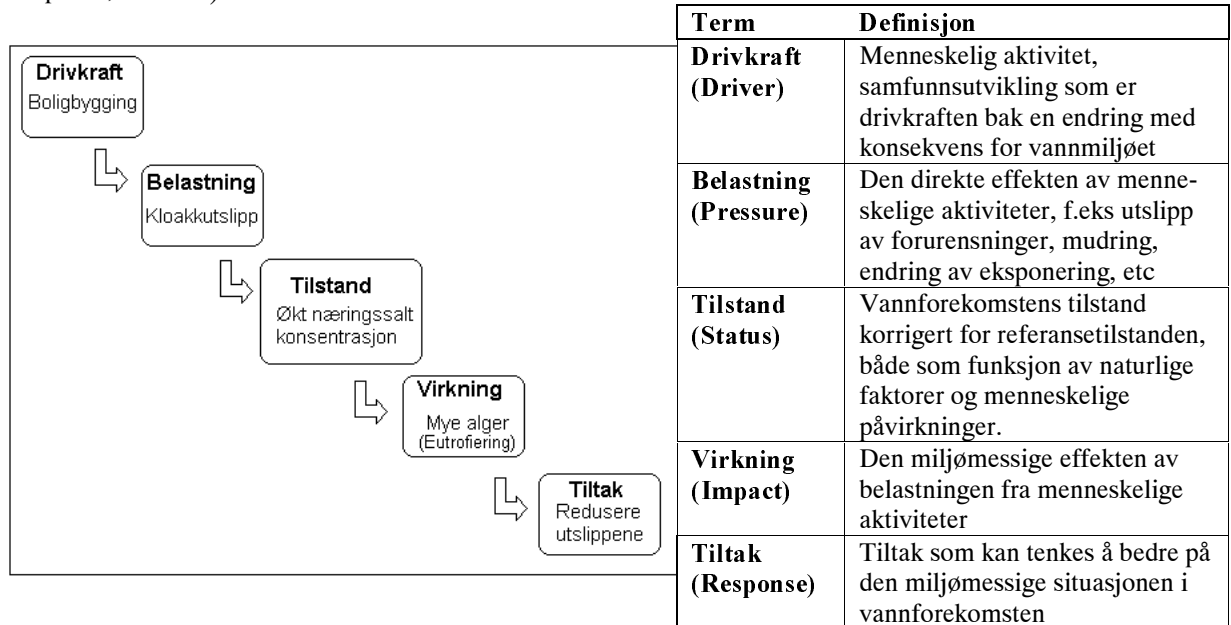 Drivkraft
Boligbygging
Belastning
Kloakkutslipp
Tilstand
Økt næringssalt
konsentrasjon
Virkning
Mye alger
(Eutrofiering)
Tiltak
Redusere
utslippene
Term Definisjon
Drivkraft Menneskelig aktivitet,
(Driver) samfunnsutvikling som er
drivkraften bak en endring med
konsekvens for vannmiljøet
Belastning Den direkte effekten av menne-
(Pressure) skelige aktiviteter, f.eks utslipp
av forurensninger, mudring,
endring av eksponering, etc
Tilstand Vannforekomstens tilstand
(Status) korrigert for referansetilstanden,
både som funksjon av naturlige
faktorer og menneskelige
påvirkninger.
Virkning Den miljømessige effekten av
(Impact) belastningen fra menneskelige
aktiviteter
Tiltak Tiltak som kan tenkes å bedre på
(Response) den miljømessige situasjonen i
vannforekomsten